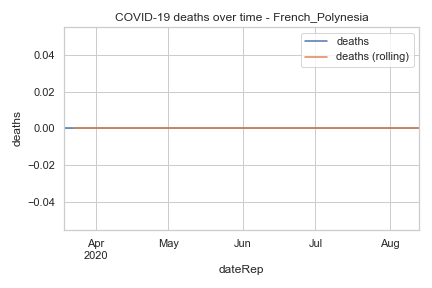 COVID-19 deaths over time - French_Polynesia
deaths
deaths (rolling)
0.04
0.02
0.00
−0.02
−0.04
deaths
Apr
2020
May
Jun
Jul
Aug
dateRep